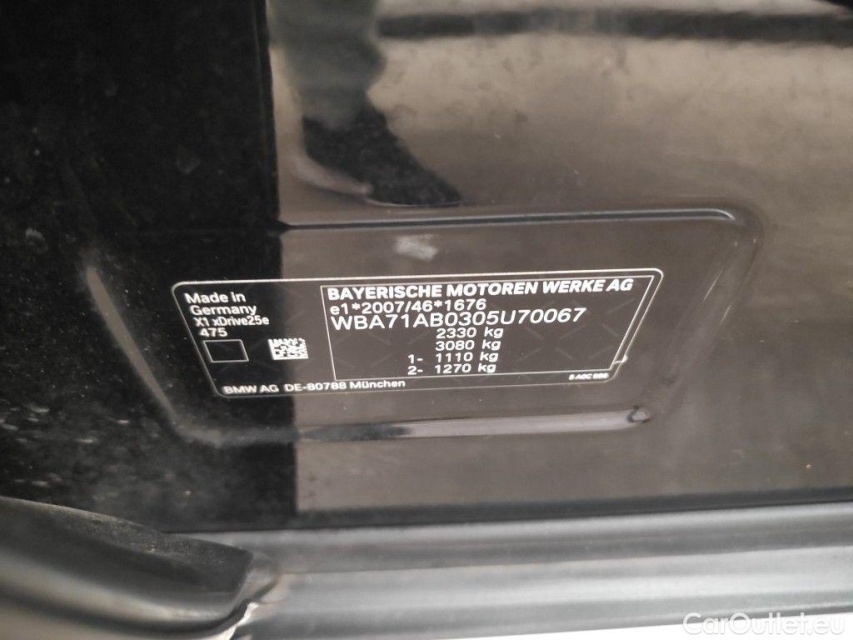 Made in
Germany
X1 xDrive25e
475
BAYERISCHE MOTOREN WERKE AG
e1*2007/46*1676
WBA71AB0305U70067
2330 kg
3080 kg
1- 1110 kg
2- 1270 kg
BMW AG DE-80788 München
CarOutlet.eu